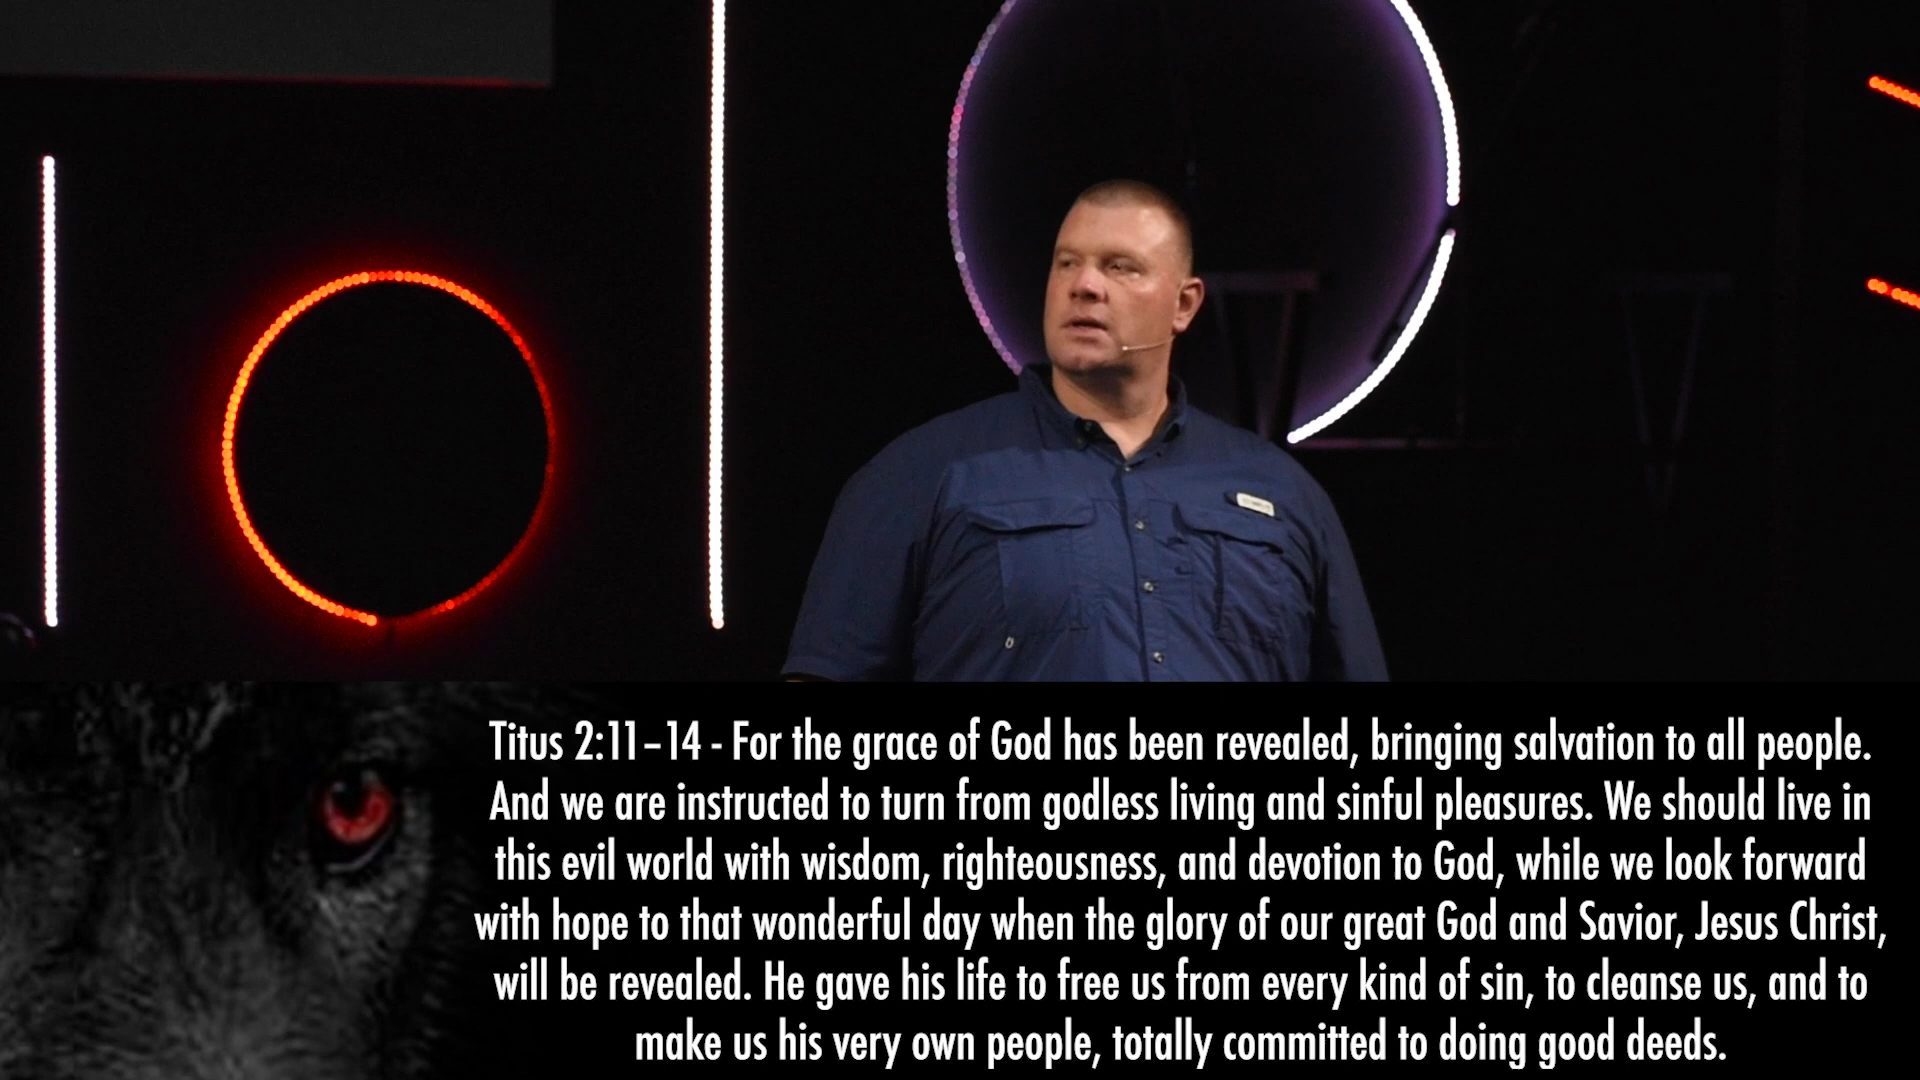 Titus 2:11–14 - For the grace of God has been revealed, bringing salvation to all people.
And we are instructed to turn from godless living and sinful pleasures. We should live in
this evil world with wisdom, righteousness, and devotion to God, while we look forward
with hope to that wonderful day when the glory of our great God and Savior, Jesus Christ,
will be revealed. He gave his life to free us from every kind of sin, to cleanse us, and to
make us his very own people, totally committed to doing good deeds.